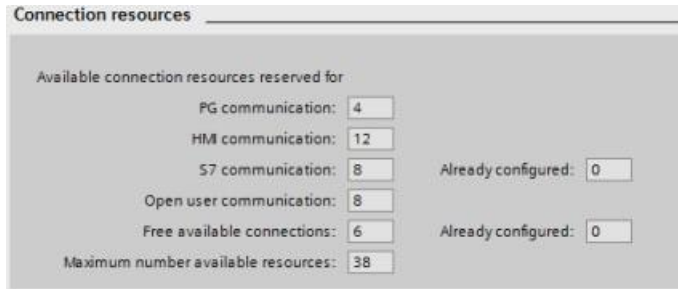 Connection resources
Available connection resources reserved for
PG communication: 4
HMI communication: 12
S7 communication: 8 Already configured: 0
Open user communication: 8
Free available connections: 6 Already configured: 0
Maximum number available resources: 38